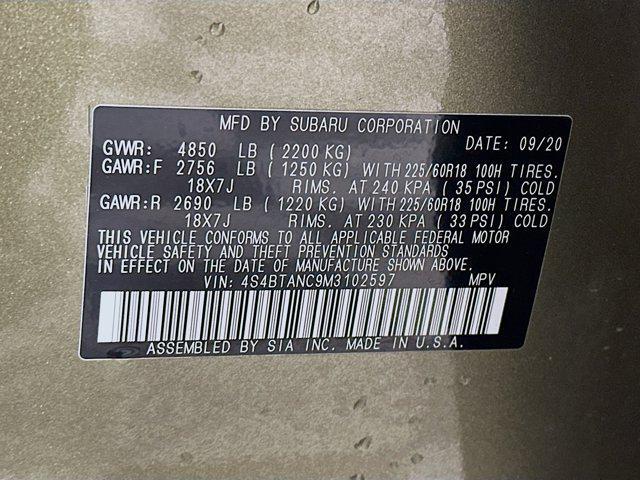 MFD BY SUBARU CORPORATION
DATE: 09/20
GVWR: 4850 LB ( 2200 KG)
GAWR:F 2756 LB ( 1250 KG) WITH 225/60R18 100H TIRES.
18X7J RIMS. AT 240 KPA ( 35 PSI) COLD
GAWR:R 2690 LB ( 1220 KG) WITH 225/60R18 100H TIRES.
18X7J RIMS. AT 230 KPA ( 33 PSI) COLD
THIS VEHICLE CONFORMS TO ALL APPLICABLE FEDERAL MOTOR
VEHICLE SAFETY BUMPER AND THEFT PREVENTION STANDARDS
IN EFFECT ON THE DATE OF MANUFACTURE SHOWN ABOVE.
VIN: 4S4BTANC9M3102597 MPV
ASSEMBLED BY SIA INC. MADE IN U.S.A.